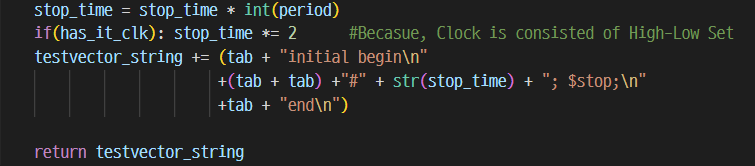 stop_time = stop_time * int(period)
if(has_it_clk): stop_time *= 2 #Becasue, Clock is consisted of High-Low Set
testvector_string += (tab + "initial begin\n"
+(tab + tab) +"#" + str(stop_time) + "; $stop;\n"
+tab + "end\n")
return testvector_string